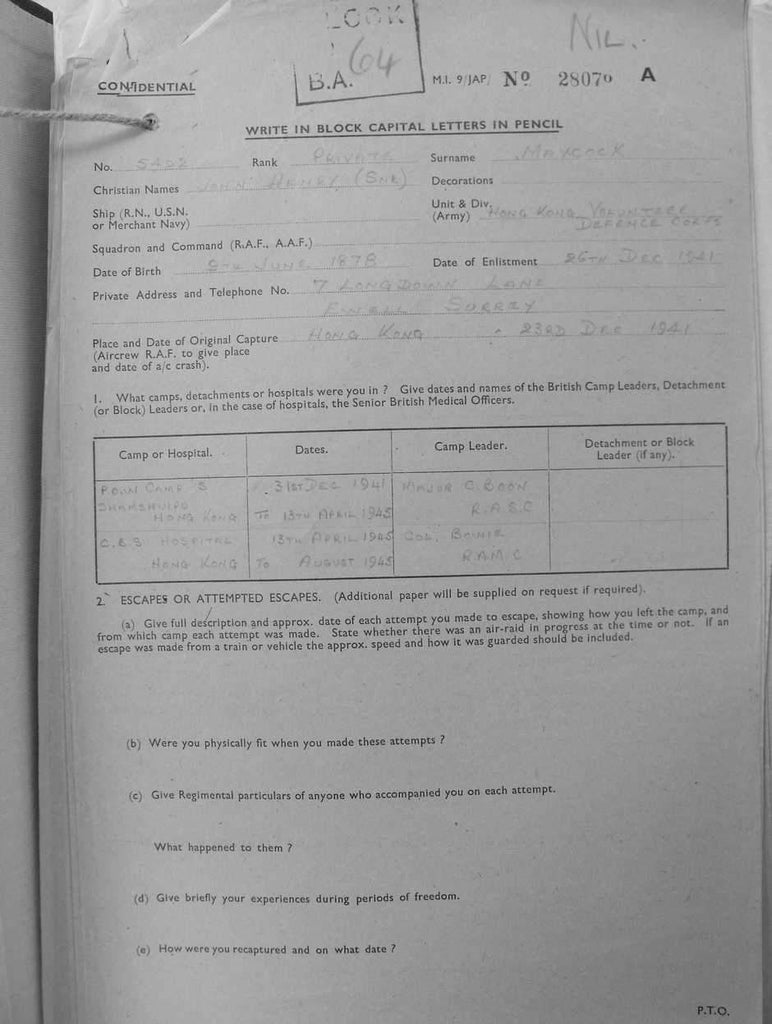 LOOK
NIL.
B.A. 64
M.I. 9/JAP/ No 28070 A
CONFIDENTIAL
WRITE IN BLOCK CAPITAL LETTERS IN PENCIL
No. 5402 Rank PRIVATE Surname MAYCOCK
Christian Names JOHN HENRY (SNR) Decorations
Ship (R.N., U.S.N. or Merchant Navy) Unit & Div. (Army) HONG KONG VOLUNTEER DEFENCE CORPS
Squadron and Command (R.A.F., A.A.F.)
Date of Birth 9TH JUNE 1878 Date of Enlistment 26TH DEC 1941
Private Address and Telephone No. 7 LONGDOWN LANE
EWELL SURREY
Place and Date of Original Capture HONG KONG 23RD DEC 1941
(Aircrew R.A.F. to give place
and date of a/c crash).
1. What camps, detachments or hospitals were you in ? Give dates and names of the British Camp Leaders, Detachment
(or Block) Leaders or, in the case of hospitals, the Senior British Medical Officers.
Camp or Hospital. Dates. Camp Leader. Detachment or Block Leader (if any).
P.O.W CAMP S 31ST DEC 1941 MAJOR C. BOON
SHAMSHUIPO R.A.S.C
HONG KONG TO 13TH APRIL 1945
C.B.S HOSPITAL 13TH APRIL 1945 COL. BOWIE
HONG KONG TO AUGUST 1945 R.A.M.C
2. ESCAPES OR ATTEMPTED ESCAPES. (Additional paper will be supplied on request if required).
(a) Give full description and approx. date of each attempt you made to escape, showing how you left the camp, and
from which camp each attempt was made. State whether there was an air-raid in progress at the time or not. If an
escape was made from a train or vehicle the approx. speed and how it was guarded should be included.
(b) Were you physically fit when you made these attempts ?
(c) Give Regimental particulars of anyone who accompanied you on each attempt.
What happened to them ?
(d) Give briefly your experiences during periods of freedom.
(e) How were you recaptured and on what date ?
P.T.O.